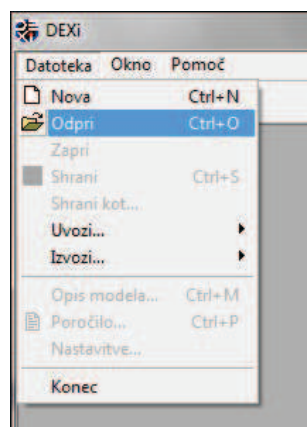 DEXi
Datoteka Okno Pomoč
Nova Ctrl+N
Odpri Ctrl+O
Zapri
Shrani Ctrl+S
Shrani kot...
Uvozi...
Izvozi...
Opis modela... Ctrl+M
Poročilo... Ctrl+P
Nastavitve...
Konec